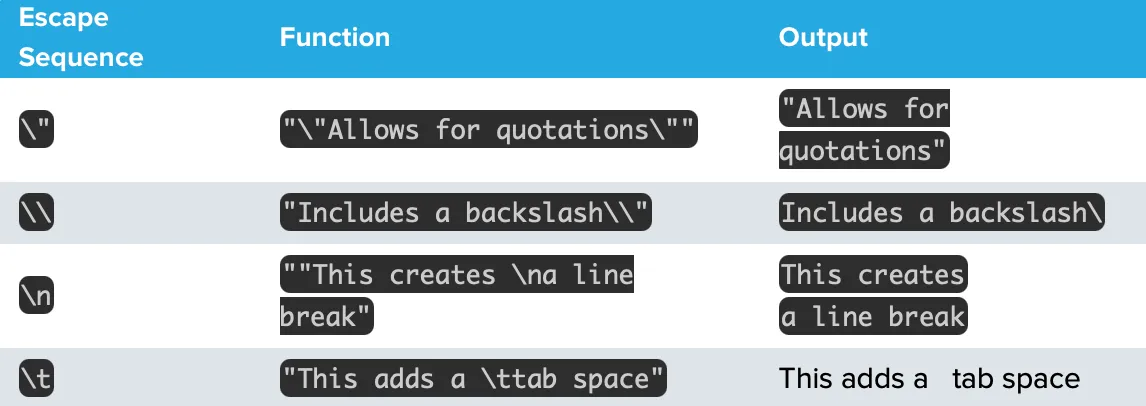 Escape
Sequence
Function
Output
\"
"\"Allows for quotations\""
"Allows for
quotations"
\\
"Includes a backslash\\"
Includes a backslash\
\n
""This creates \na line
break"
This creates
a line break
\t
"This adds a \ttab space"
This adds a   tab space